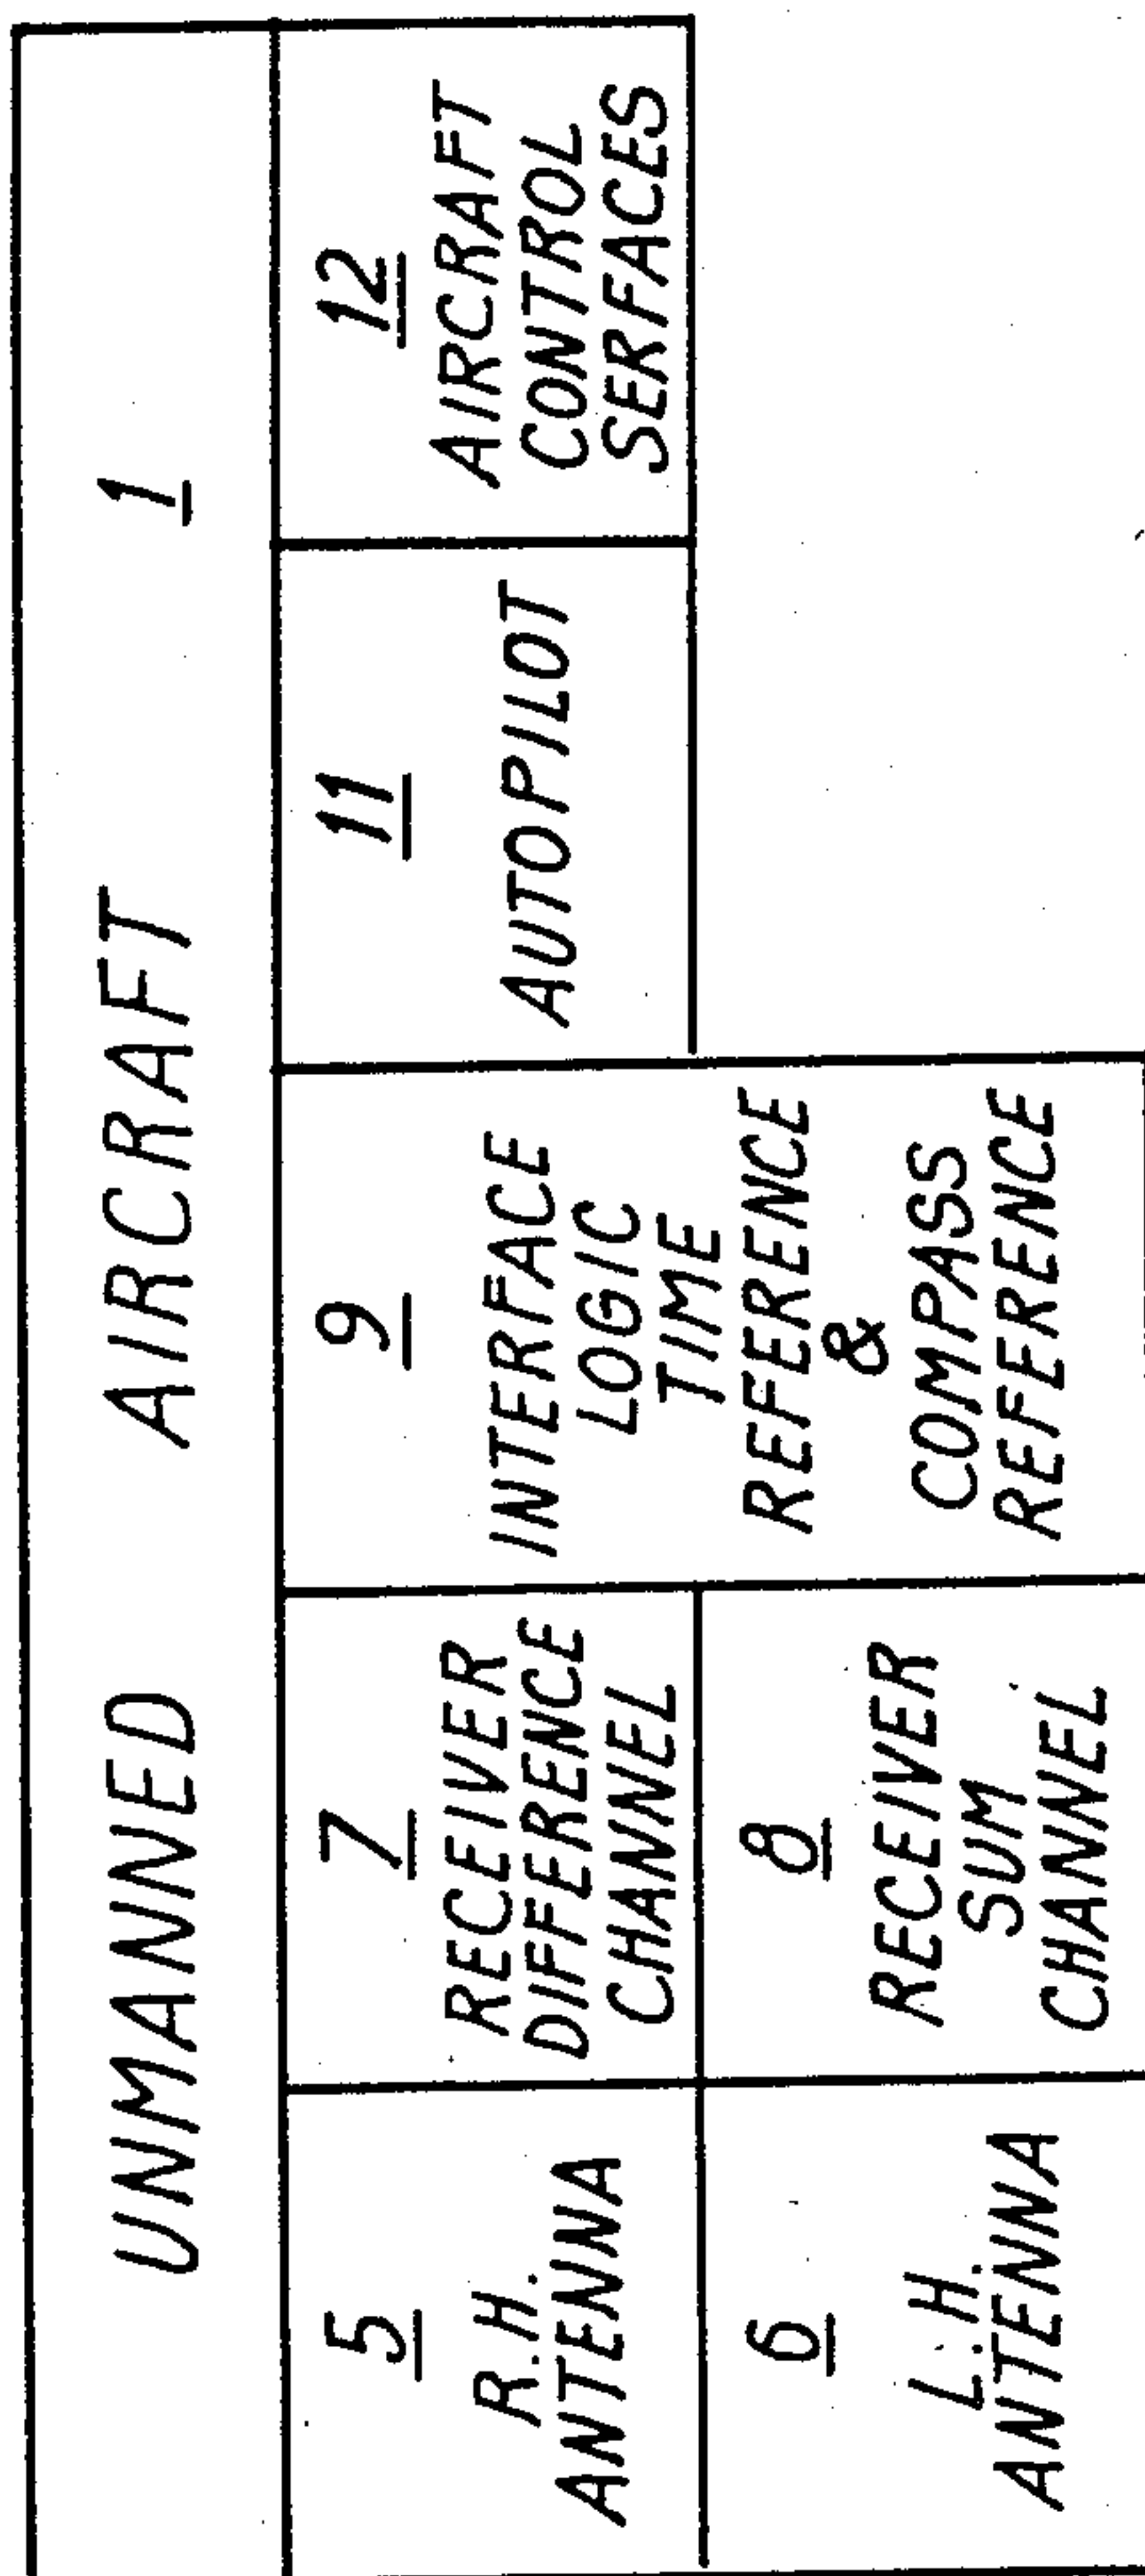 UNMANNED AIRCRAFT 1
5
R.H.
ANTENNA
7
RECEIVER
DIFFERENCE
CHANNEL
9
INTERFACE
LOGIC
TIME
REFERENCE
&
COMPASS
REFERENCE
11
AUTOPILOT
12
AIRCRAFT
CONTROL
SERFACES
6
L.H.
ANTENNA
8
RECEIVER
SUM
CHANNEL